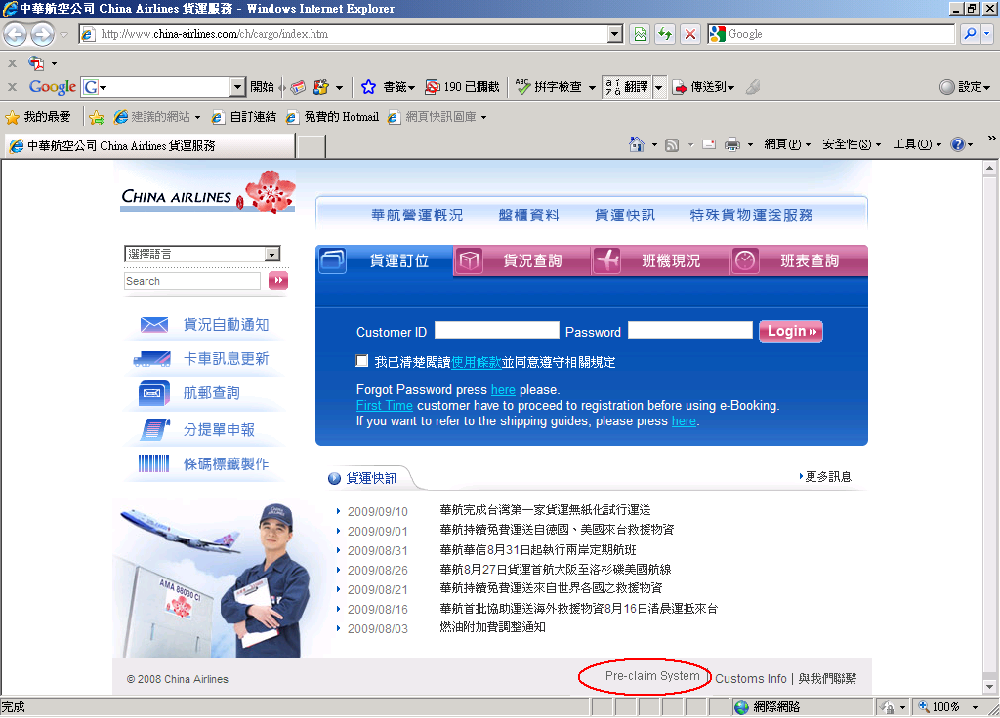 中華航空公司 China Airlines 貨運服務 - Windows Internet Explorer
http://www.china-airlines.com/ch/cargo/index.htm
Google
Google 開始 書籤 190 已攔截 拼字檢查 翻譯 傳送到 設定
我的最愛 建議的網站 自訂連結 免費的 Hotmail 網頁快訊圖庫
中華航空公司 China Airlines 貨運服務
網頁(P) 安全性(S) 工具(O)
CHINA AIRLINES
華航營運概況 盤櫃資料 貨運快訊 特殊貨物運送服務
選擇語言
Search
貨運訂位 貨況查詢 班機現況 班表查詢
貨況自動通知
卡車訊息更新
航郵查詢
分提單申報
條碼標籤製作
Customer ID Password Login
我已清楚閱讀使用條款並同意遵守相關規定
Forgot Password press here please.
First Time customer have to proceed to registration before using e-Booking.
If you want to refer to the shipping guides, please press here.
貨運快訊 更多訊息
2009/09/10 華航完成台灣第一家貨運無紙化試行運送
2009/09/01 華航持續免費運送自德國、美國來台救援物資
2009/08/31 華航華信8月31日起執行兩岸定期航班
2009/08/26 華航8月27日貨運首航大阪至洛杉磯美國航線
2009/08/21 華航持續免費運送來自世界各國之救援物資
2009/08/16 華航首批協助運送海外救援物資8月16日清晨運抵來台
2009/08/03 燃油附加費調整通知
AMA 88030 CI
© 2008 China Airlines
Pre-claim System | Customs Info | 與我們聯繫
完成 網際網路 100%